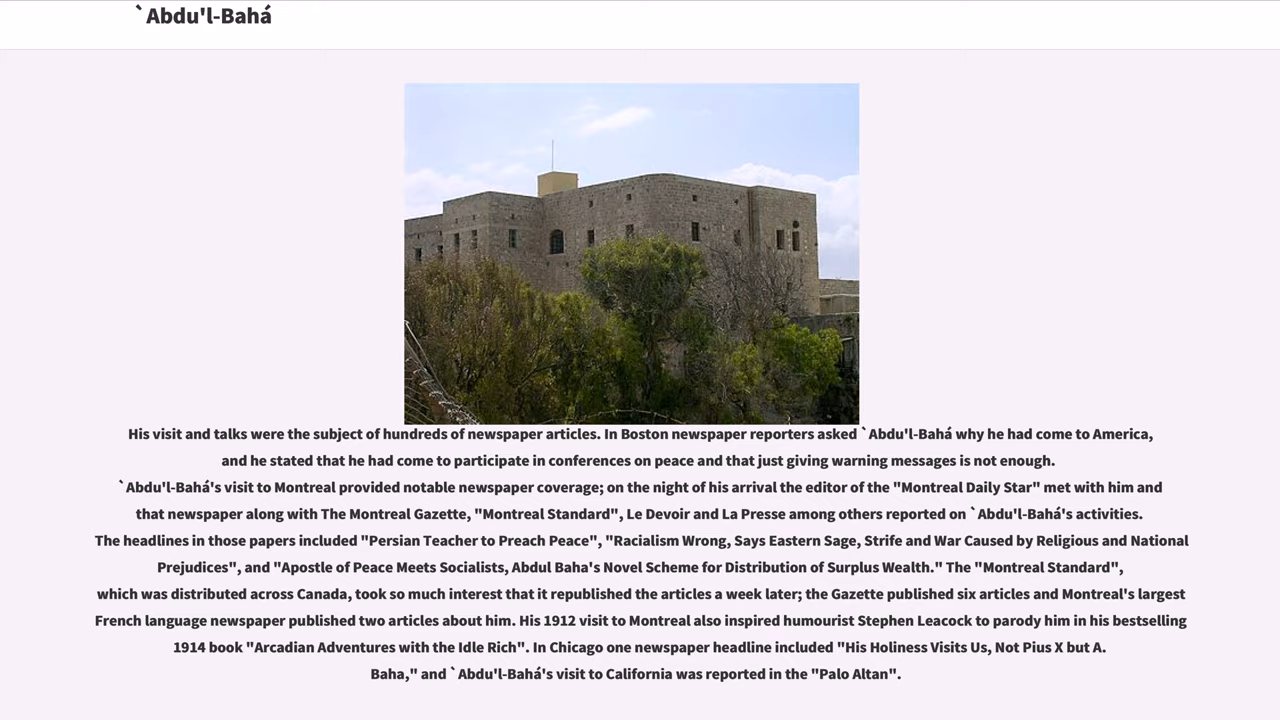 `Abdu'l-Bahá
His visit and talks were the subject of hundreds of newspaper articles. In Boston newspaper reporters asked `Abdu'l-Bahá why he had come to America,
and he stated that he had come to participate in conferences on peace and that just giving warning messages is not enough.
`Abdu'l-Bahá's visit to Montreal provided notable newspaper coverage; on the night of his arrival the editor of the "Montreal Daily Star" met with him and
that newspaper along with The Montreal Gazette, "Montreal Standard", Le Devoir and La Presse among others reported on `Abdu'l-Bahá's activities.
The headlines in those papers included "Persian Teacher to Preach Peace", "Racialism Wrong, Says Eastern Sage, Strife and War Caused by Religious and National
Prejudices", and "Apostle of Peace Meets Socialists, Abdul Baha's Novel Scheme for Distribution of Surplus Wealth." The "Montreal Standard",
which was distributed across Canada, took so much interest that it republished the articles a week later; the Gazette published six articles and Montreal's largest
French language newspaper published two articles about him. His 1912 visit to Montreal also inspired humourist Stephen Leacock to parody him in his bestselling
1914 book "Arcadian Adventures with the Idle Rich". In Chicago one newspaper headline included "His Holiness Visits Us, Not Pius X but A.
Baha," and `Abdu'l-Bahá's visit to California was reported in the "Palo Altan".